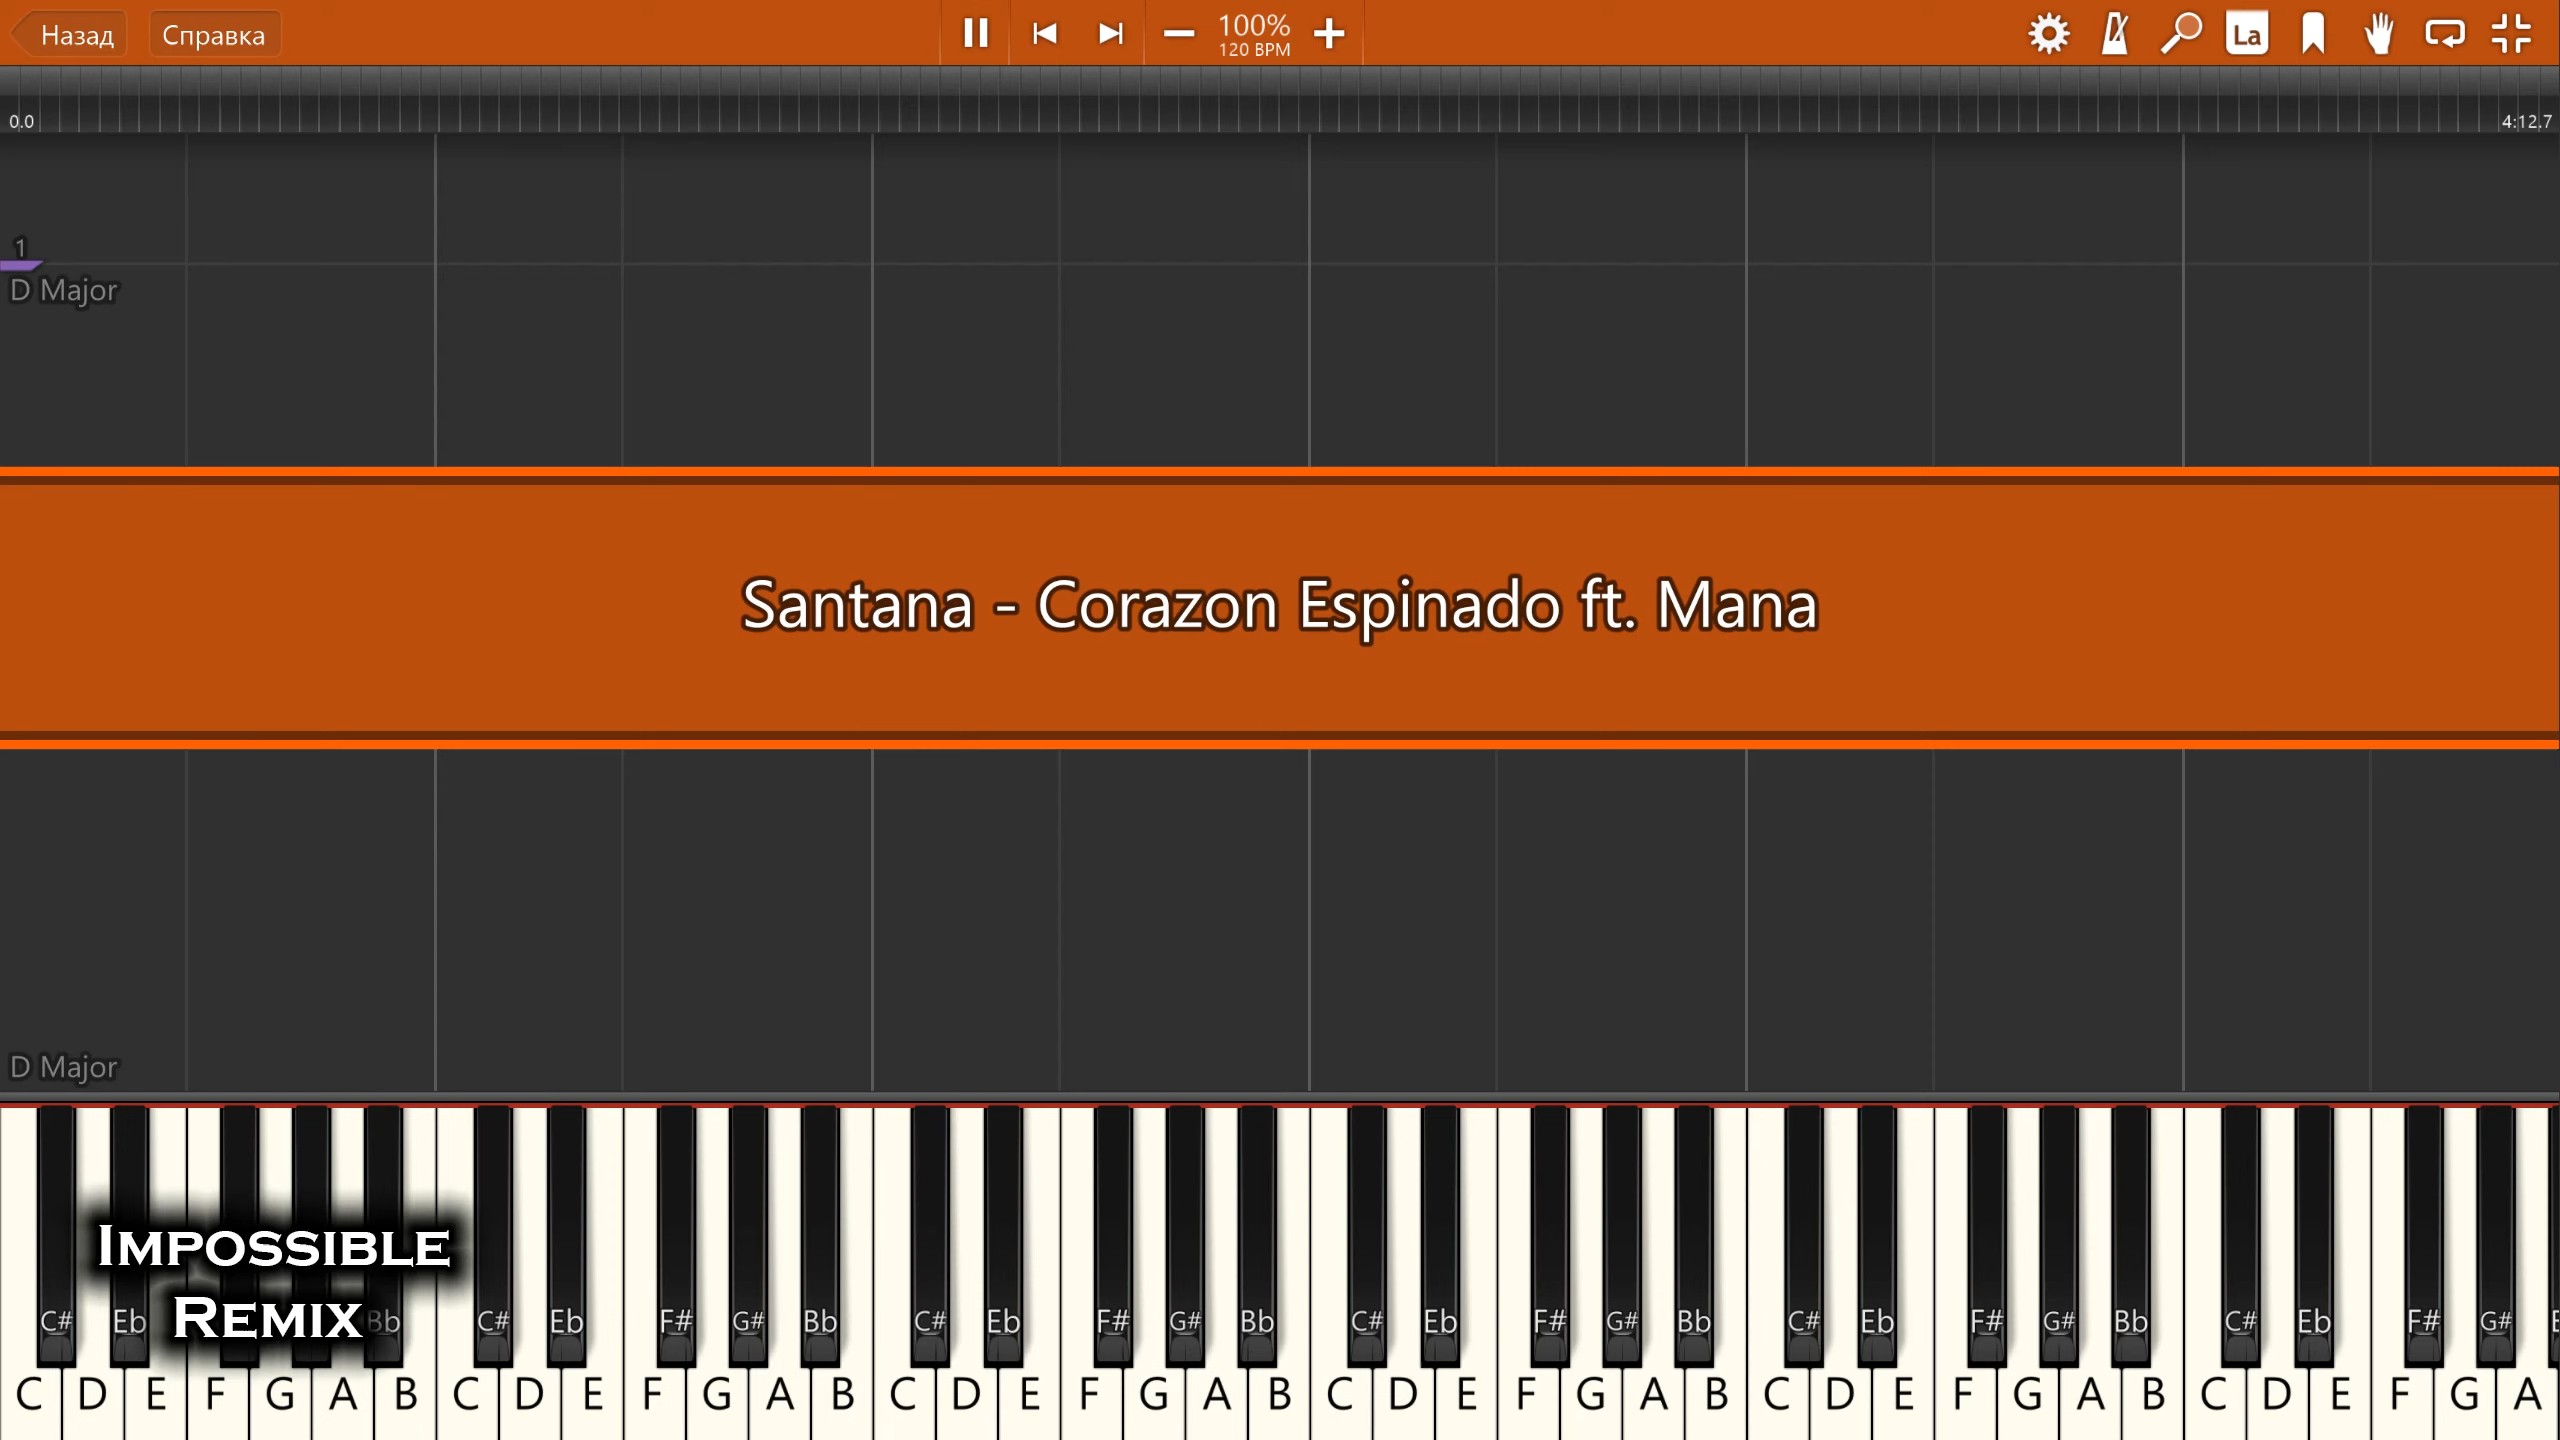 Назад Справка 100% La
120 BPM
0.0 4:12.7
1
D Major
Santana - Corazon Espinado ft. Mana
D Major
Impossible
Remix
C# Eb Bb C# Eb F# G# Bb C# Eb F# G# Bb C# Eb F# G# Bb C# Eb F# G# Bb C# Eb F# G#
C D E F G A B C D E F G A B C D E F G A B C D E F G A B C D E F G A B C D E F G A